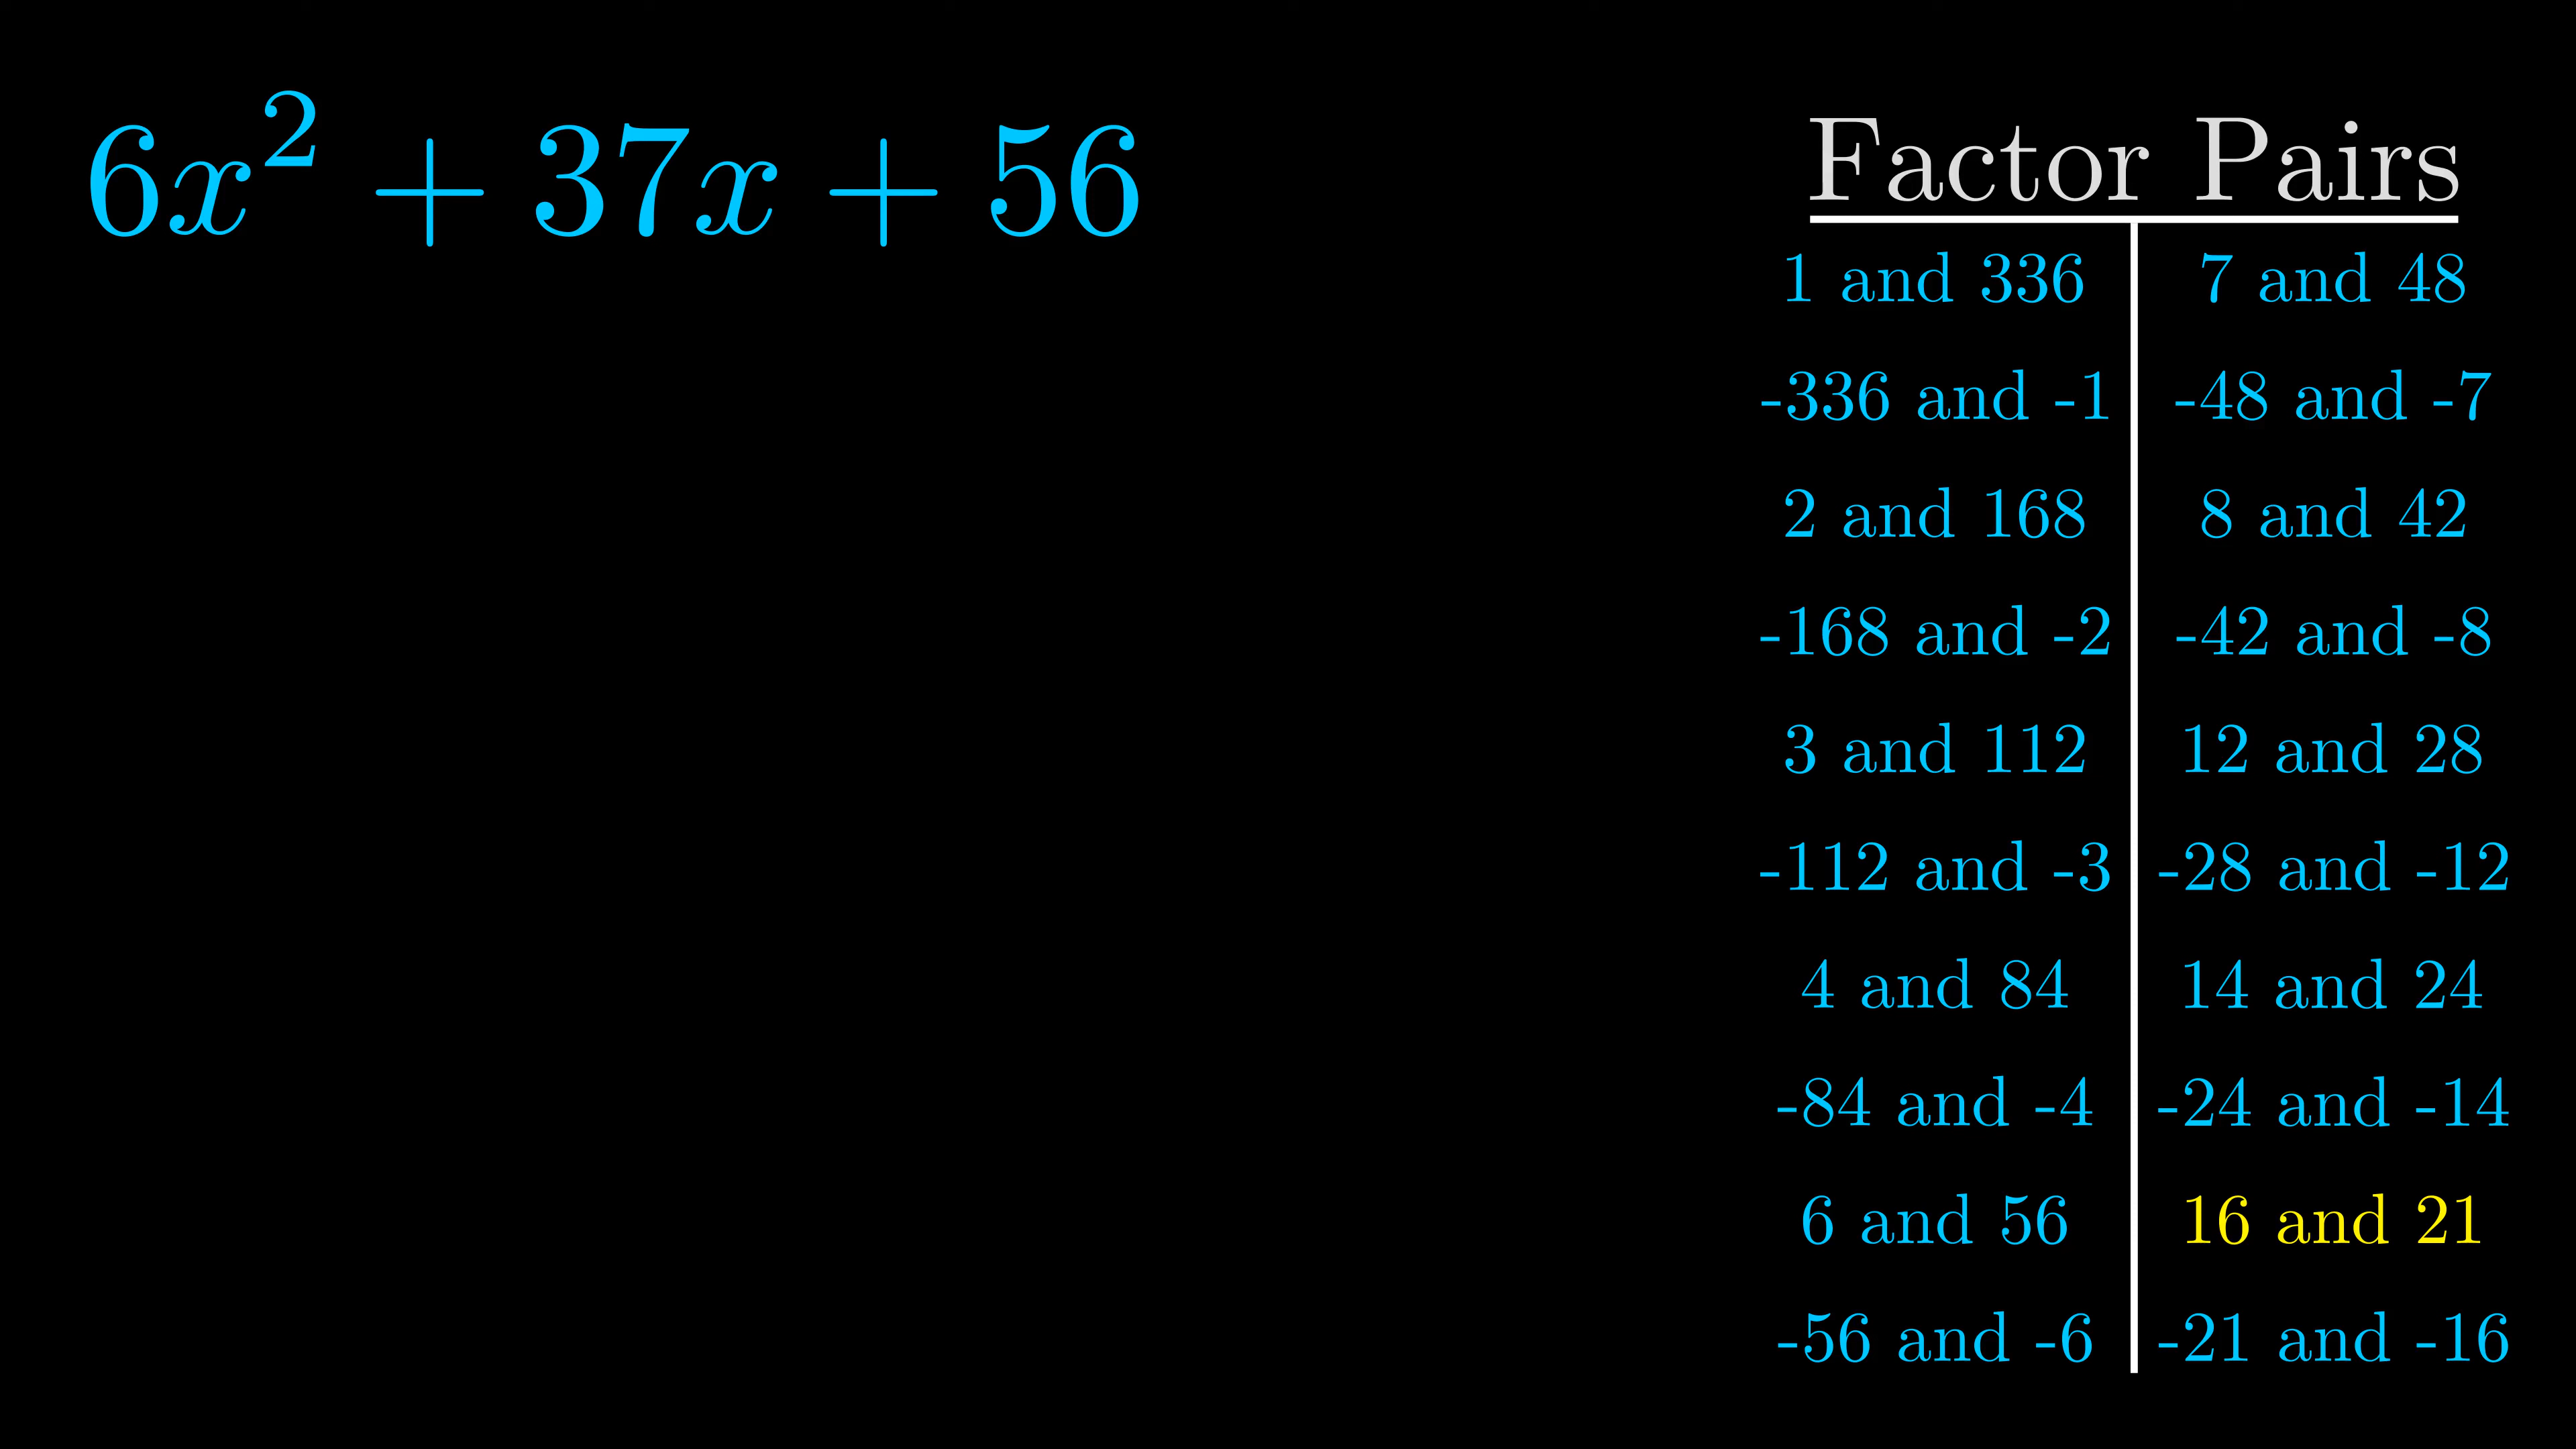 6x² + 37x + 56
Factor Pairs
1 and 336
-336 and -1
2 and 168
-168 and -2
3 and 112
-112 and -3
4 and 84
-84 and -4
6 and 56
-56 and -6
7 and 48
-48 and -7
8 and 42
-42 and -8
12 and 28
-28 and -12
14 and 24
-24 and -14
16 and 21
-21 and -16